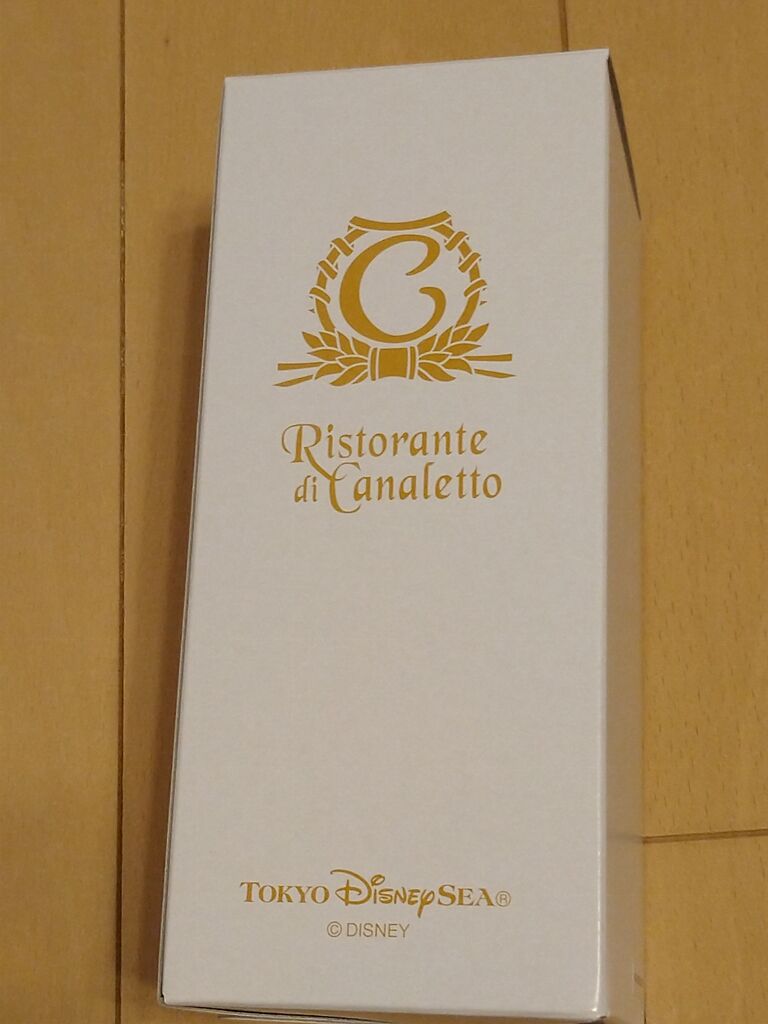 C
Ristorante
di Canaletto
TOKYO DISNEYSEA®
© DISNEY